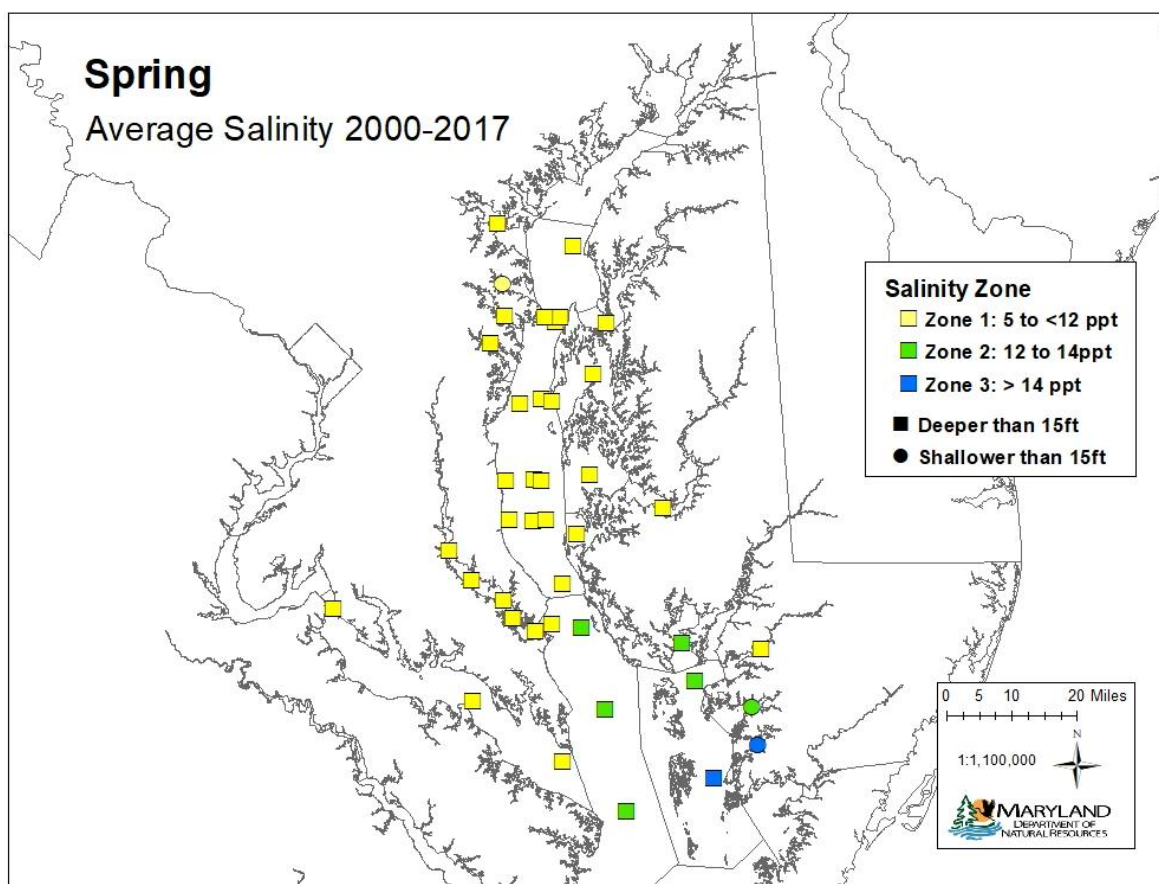 Spring
Average Salinity 2000-2017
Salinity Zone
Zone 1: 5 to <12 ppt
Zone 2: 12 to 14ppt
Zone 3: > 14 ppt
Deeper than 15ft
Shallower than 15ft
0 5 10 20 Miles
N
1:1,100,000
MARYLAND
DEPARTMENT OF
NATURAL RESOURCES